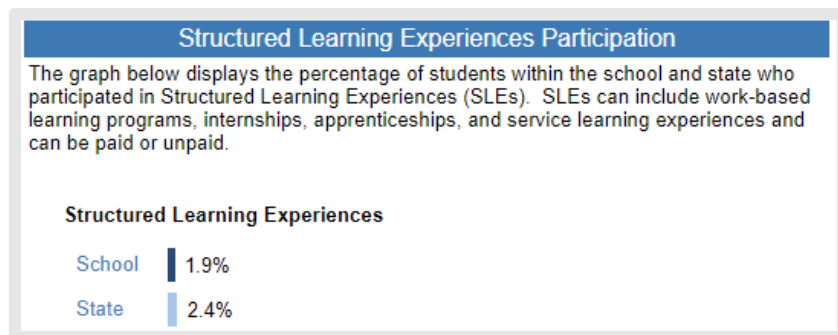 Structured Learning Experiences Participation
The graph below displays the percentage of students within the school and state who
participated in Structured Learning Experiences (SLEs).  SLEs can include work-based
learning programs, internships, apprenticeships, and service learning experiences and
can be paid or unpaid.
Structured Learning Experiences
School 1.9%
State 2.4%